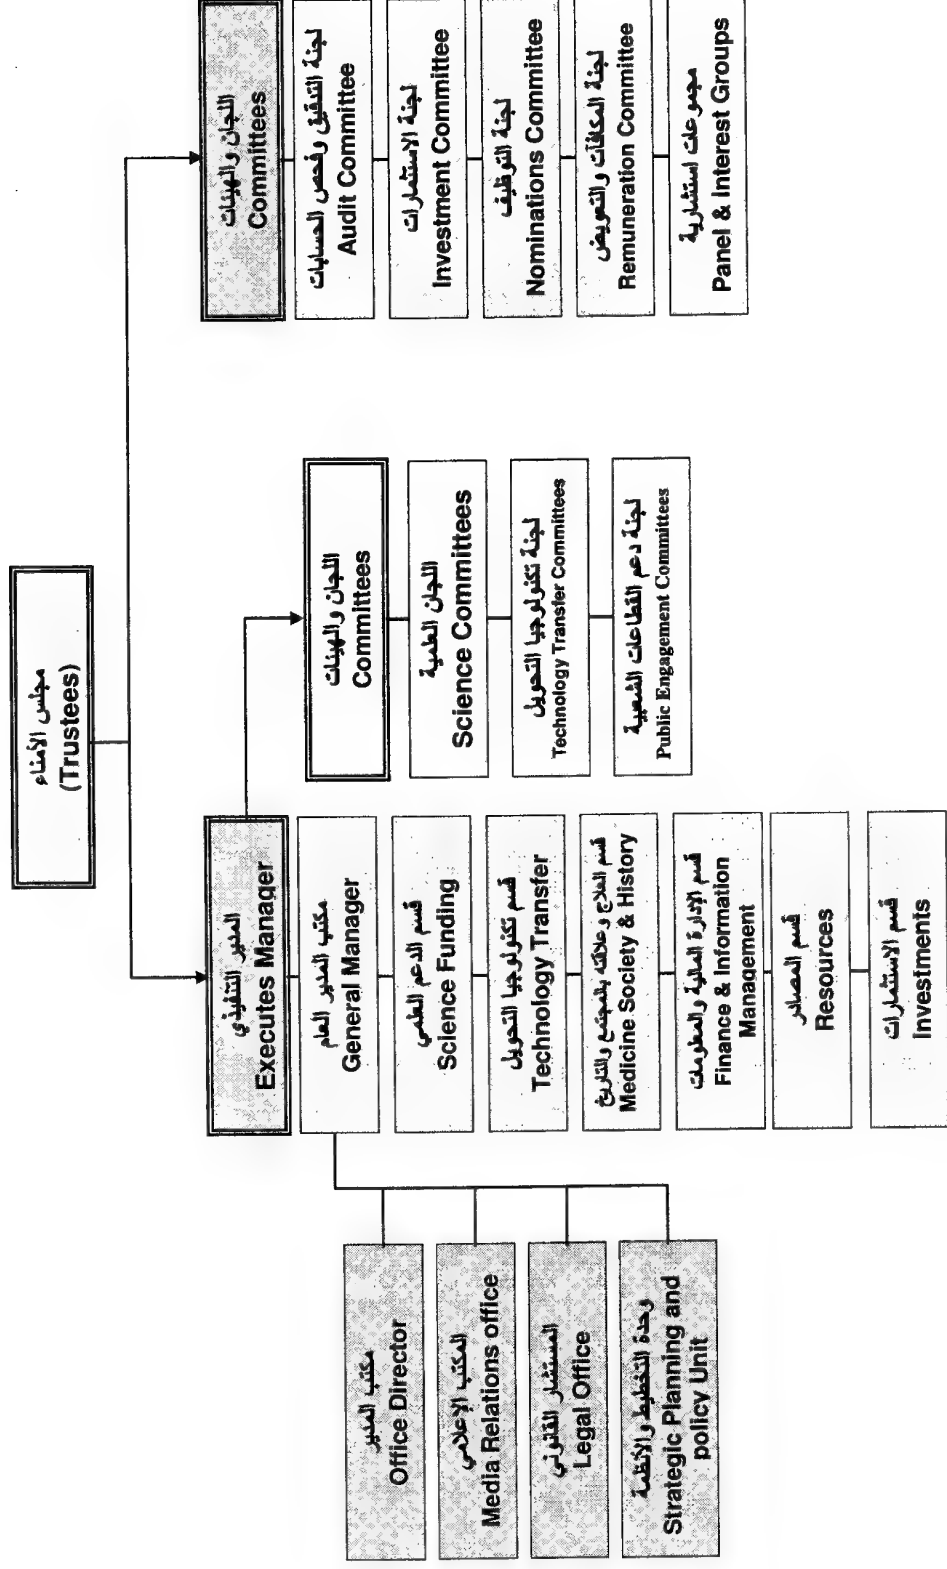 مجلس الأمناء
(Trustees)
المدير التنفيذي
Executes Manager
مكتب المدير العام
General Manager
قسم الدعم العلمي
Science Funding
قسم تكنولوجيا التحويل
Technology Transfer
قسم العلاج وعلاقته بالمجتمع والتاريخ
Medicine Society & History
قسم الإدارة المالية والمعلومات
Finance & Information
Management
قسم المصادر
Resources
قسم الاستثمارات
Investments
مكتب المدير
Office Director
المكتب الإعلامي
Media Relations office
المستشار القانوني
Legal Office
وحدة التخطيط والأنظمة
Strategic Planning and
policy Unit
اللجان والهيئات
Committees
اللجان العلمية
Science Committees
لجنة تكنولوجيا التحويل
Technology Transfer Committees
لجنة دعم القطاعات الشعبية
Public Engagement Committees
اللجان والهيئات
Committees
لجنة التدقيق وفحص الحسابات
Audit Committee
لجنة الاستثمارات
Investment Committee
لجنة التوظيف
Nominations Committee
لجنة المكافآت والتعويض
Remuneration Committee
مجموعات استشارية
Panel & Interest Groups